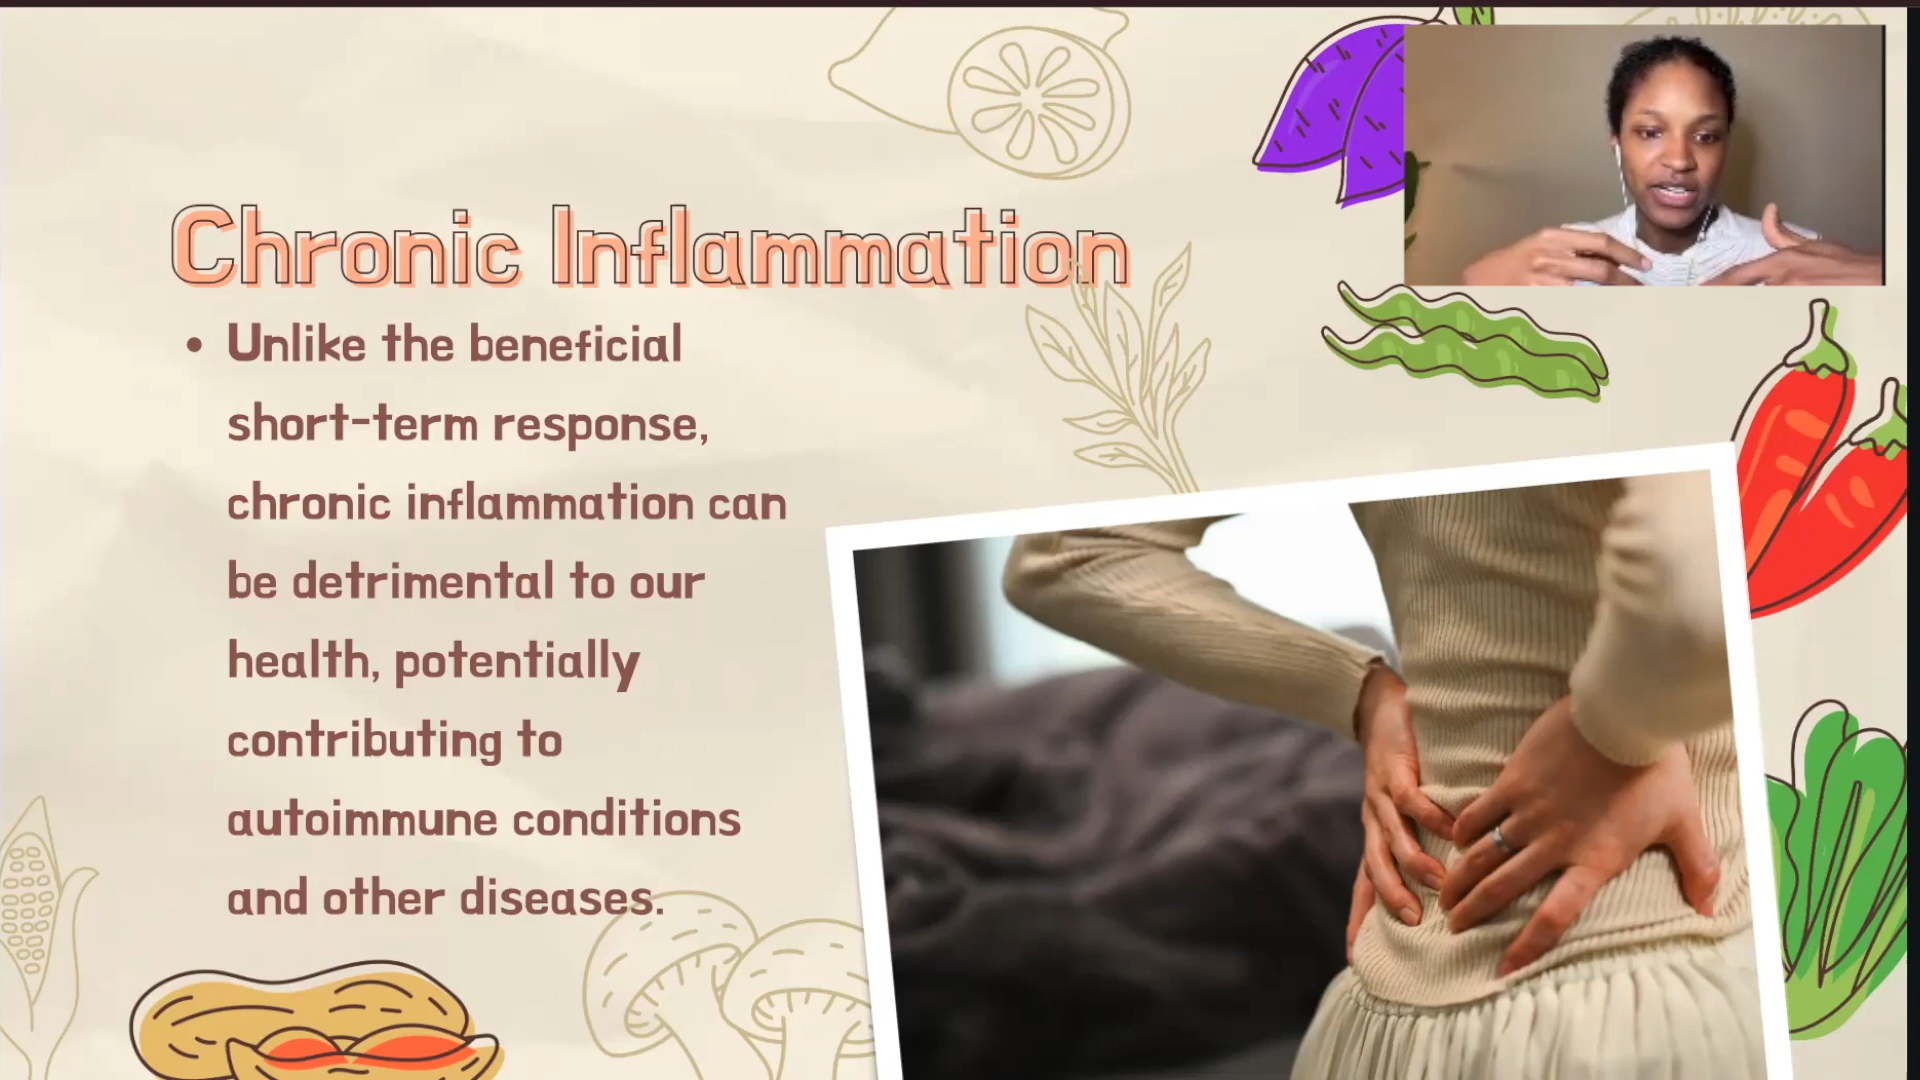 Chronic Inflammation
• Unlike the beneficial
short-term response,
chronic inflammation can
be detrimental to our
health, potentially
contributing to
autoimmune conditions
and other diseases.